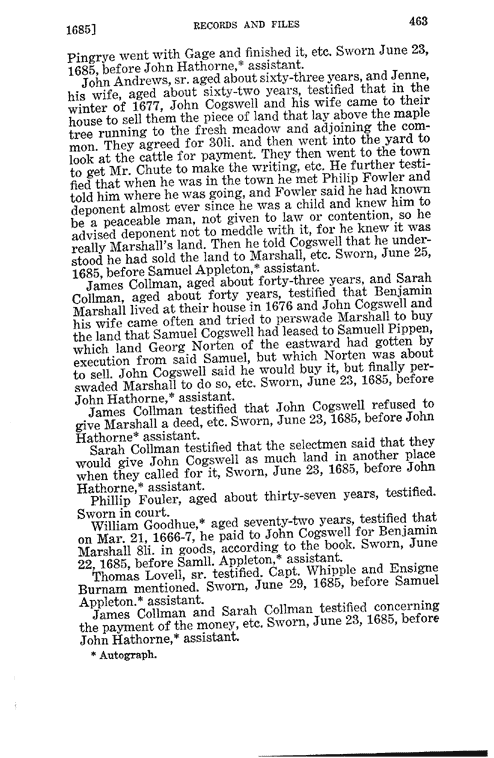 1685] RECORDS AND FILES 463
Pingrye went with Gage and finished it, etc. Sworn June 23,
1685, before John Hathorne,* assistant.
John Andrews, sr. aged about sixty-three years, and Jenne,
his wife, aged about sixty-two years, testified that in the
winter of 1677, John Cogswell and his wife came to their
house to sell them the piece of land that lay above the maple
tree running to the fresh meadow and adjoining the com-
mon. They agreed for 30li. and then went into the yard to
look at the cattle for payment. They then went to the town
to get Mr. Chute to make the writing, etc. He further testi-
fied that when he was in the town he met Philip Fowler and
told him where he was going, and Fowler said he had known
deponent almost ever since he was a child and knew him to
be a peaceable man, not given to law or contention, so he
advised deponent not to meddle with it, for he knew it was
really Marshall's land. Then he told Cogswell that he under-
stood he had sold the land to Marshall, etc. Sworn, June 25,
1685, before Samuel Appleton,* assistant.
James Collman, aged about forty-three years, and Sarah
Collman, aged about forty years, testified that Benjamin
Marshall lived at their house in 1676 and John Cogswell and
his wife came often and tried to perswade Marshall to buy
the land that Samuel Cogswell had leased to Samuell Pippen,
which land Georg Norten of the eastward had gotten by
execution from said Samuel, but which Norten was about
to sell. John Cogswell said he would buy it, but finally per-
swaded Marshall to do so, etc. Sworn, June 23, 1685, before
John Hathorne,* assistant.
James Collman testified that John Cogswell refused to
give Marshall a deed, etc. Sworn, June 23, 1685, before John
Hathorne* assistant.
Sarah Collman testified that the selectmen said that they
would give John Cogswell as much land in another place
when they called for it, Sworn, June 23, 1685, before John
Hathorne,* assistant.
Phillip Fouler, aged about thirty-seven years, testified.
Sworn in court.
William Goodhue,* aged seventy-two years, testified that
on Mar. 21, 1666-7, he paid to John Cogswell for Benjamin
Marshall 8li. in goods, according to the book. Sworn, June
22, 1685, before Samll. Appleton,* assistant.
Thomas Lovell, sr. testified. Capt. Whipple and Ensigne
Burnam mentioned. Sworn, June 29, 1685, before Samuel
Appleton.* assistant.
James Collman and Sarah Collman testified concerning
the payment of the money, etc. Sworn, June 23, 1685, before
John Hathorne,* assistant.
* Autograph.